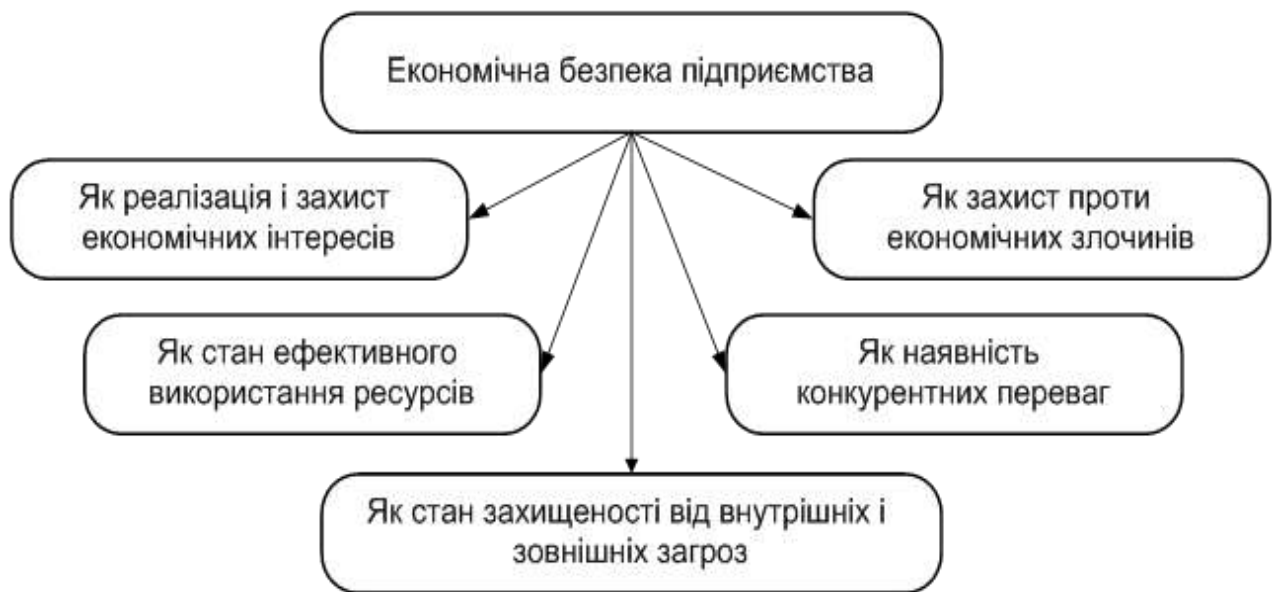 Економічна безпека підприємства
Як реалізація і захист
економічних інтересів
Як захист проти
економічних злочинів
Як стан ефективного
використання ресурсів
Як наявність
конкурентних переваг
Як стан захищеності від внутрішніх і
зовнішніх загроз